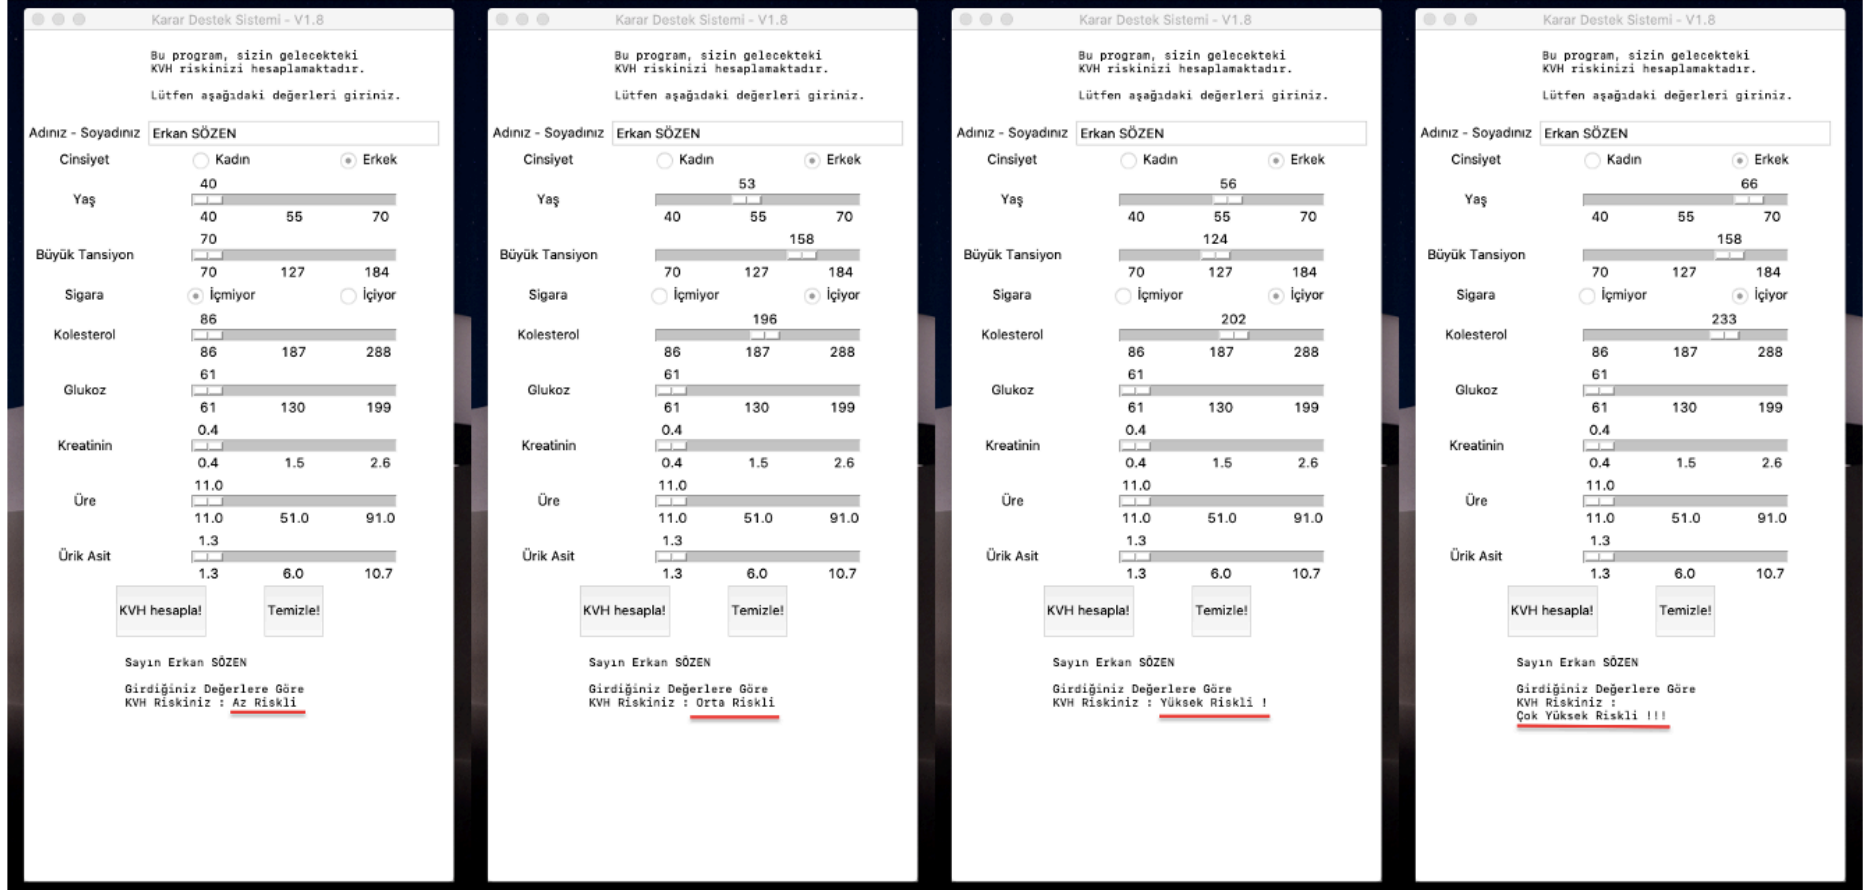 Karar Destek Sistemi - V1.8
Bu program, sizin gelecekteki
KVH riskinizi hesaplamaktadır.
Lütfen aşağıdaki değerleri giriniz.
Adınız - Soyadınız Erkan SÖZEN
Cinsiyet Kadın Erkek
40
Yaş
40 55 70
70
Büyük Tansiyon
70 127 184
Sigara İçmiyor İçiyor
86
Kolesterol
86 187 288
61
Glukoz
61 130 199
0.4
Kreatinin
0.4 1.5 2.6
11.0
Üre
11.0 51.0 91.0
1.3
Ürik Asit
1.3 6.0 10.7
KVH hesapla! Temizle!
Sayın Erkan SÖZEN
Girdiğiniz Değerlere Göre
KVH Riskiniz : Az Riskli
Karar Destek Sistemi - V1.8
Bu program, sizin gelecekteki
KVH riskinizi hesaplamaktadır.
Lütfen aşağıdaki değerleri giriniz.
Adınız - Soyadınız Erkan SÖZEN
Cinsiyet Kadın Erkek
53
Yaş
40 55 70
158
Büyük Tansiyon
70 127 184
Sigara İçmiyor İçiyor
196
Kolesterol
86 187 288
61
Glukoz
61 130 199
0.4
Kreatinin
0.4 1.5 2.6
11.0
Üre
11.0 51.0 91.0
1.3
Ürik Asit
1.3 6.0 10.7
KVH hesapla! Temizle!
Sayın Erkan SÖZEN
Girdiğiniz Değerlere Göre
KVH Riskiniz : Orta Riskli
Karar Destek Sistemi - V1.8
Bu program, sizin gelecekteki
KVH riskinizi hesaplamaktadır.
Lütfen aşağıdaki değerleri giriniz.
Adınız - Soyadınız Erkan SÖZEN
Cinsiyet Kadın Erkek
56
Yaş
40 55 70
124
Büyük Tansiyon
70 127 184
Sigara İçmiyor İçiyor
202
Kolesterol
86 187 288
61
Glukoz
61 130 199
0.4
Kreatinin
0.4 1.5 2.6
11.0
Üre
11.0 51.0 91.0
1.3
Ürik Asit
1.3 6.0 10.7
KVH hesapla! Temizle!
Sayın Erkan SÖZEN
Girdiğiniz Değerlere Göre
KVH Riskiniz : Yüksek Riskli !
Karar Destek Sistemi - V1.8
Bu program, sizin gelecekteki
KVH riskinizi hesaplamaktadır.
Lütfen aşağıdaki değerleri giriniz.
Adınız - Soyadınız Erkan SÖZEN
Cinsiyet Kadın Erkek
66
Yaş
40 55 70
158
Büyük Tansiyon
70 127 184
Sigara İçmiyor İçiyor
233
Kolesterol
86 187 288
61
Glukoz
61 130 199
0.4
Kreatinin
0.4 1.5 2.6
11.0
Üre
11.0 51.0 91.0
1.3
Ürik Asit
1.3 6.0 10.7
KVH hesapla! Temizle!
Sayın Erkan SÖZEN
Girdiğiniz Değerlere Göre
KVH Riskiniz :
Çok Yüksek Riskli !!!